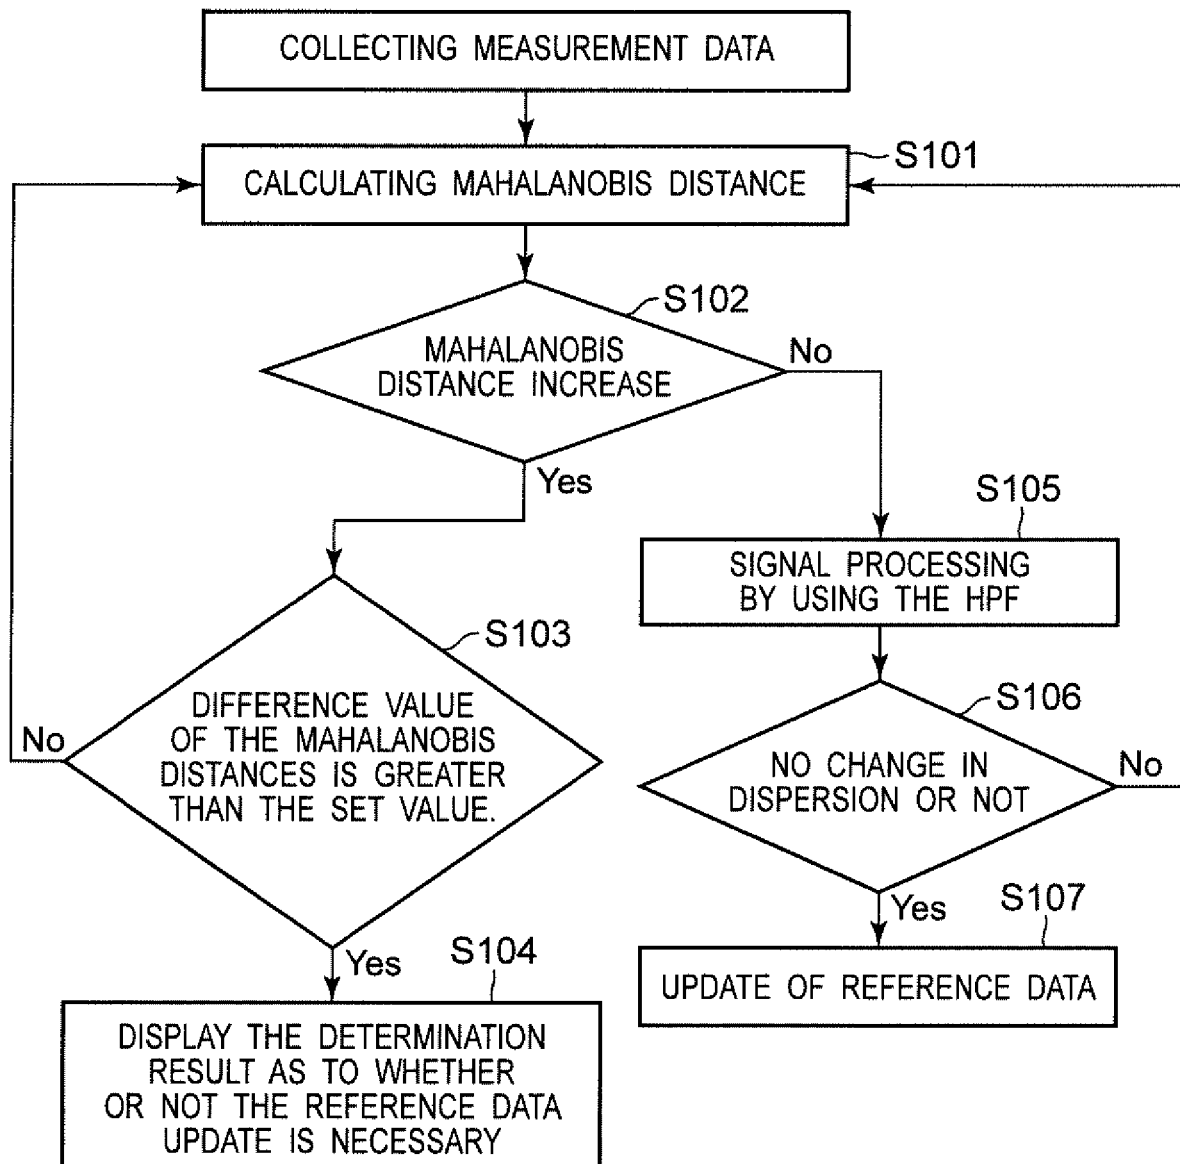 COLLECTING MEASUREMENT DATA
S101
CALCULATING MAHALANOBIS DISTANCE
S102
MAHALANOBIS
DISTANCE INCREASE
No
Yes
S105
SIGNAL PROCESSING
BY USING THE HPF
S103
DIFFERENCE VALUE
OF THE MAHALANOBIS
DISTANCES IS GREATER
THAN THE SET VALUE.
No
S106
NO CHANGE IN
DISPERSION OR NOT
No
Yes
S107
UPDATE OF REFERENCE DATA
Yes
S104
DISPLAY THE DETERMINATION
RESULT AS TO WHETHER
OR NOT THE REFERENCE DATA
UPDATE IS NECESSARY